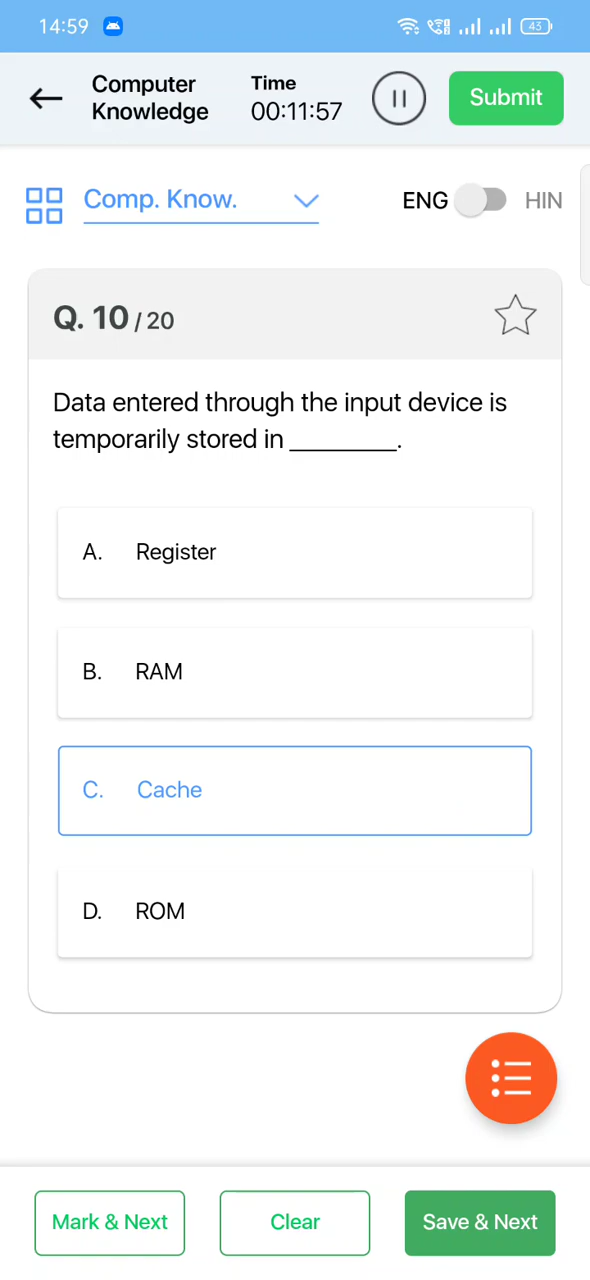 14:59
43
Computer Knowledge
Time
00:11:57
Submit
Comp. Know.
ENG
HIN
Q. 10 / 20
Data entered through the input device is
temporarily stored in ________.
A. Register
B. RAM
C. Cache
D. ROM
Mark & Next
Clear
Save & Next